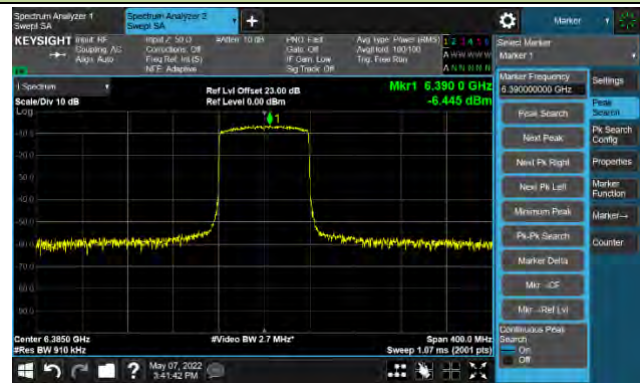 Spectrum Analyzer 1
Swept SA
Spectrum Analyzer 2
Swept SA
+
Marker
KEYSIGHT
Input: RF
Coupling: AC
Align: Auto
Input Z: 50 Ω
Corrections: Off
Freq Ref: Int (S)
NFE: Adaptive
#Atten: 10 dB
PNO: Fast
Gate: Off
IF Gain: Low
Sig Track: Off
Avg Type: Power (RMS)
Avg|Hold: 100/100
Trig: Free Run
1 2 3 4 5 6
A W W W W W
A N N N N N
Select Marker
Marker 1
1 Spectrum
Scale/Div 10 dB
Log
Ref Lvl Offset 23.00 dB
Ref Level 0.00 dBm
Mkr1 6.390 0 GHz
-6.445 dBm
1
-10.0
-20.0
-30.0
-40.0
-50.0
-60.0
-70.0
-80.0
-90.0
Center 6.3850 GHz
#Res BW 910 kHz
#Video BW 2.7 MHz*
Span 400.0 MHz
Sweep 1.07 ms (2001 pts)
Marker Frequency
6.390000000 GHz
Peak Search
Next Peak
Next Pk Right
Next Pk Left
Minimum Peak
Pk-Pk Search
Marker Delta
Mkr→CF
Mkr→Ref Lvl
Continuous Peak
Search
On
Off
Settings
Peak
Search
Pk Search
Config
Properties
Marker
Function
Marker→
Counter
May 07, 2022
3:41:42 PM